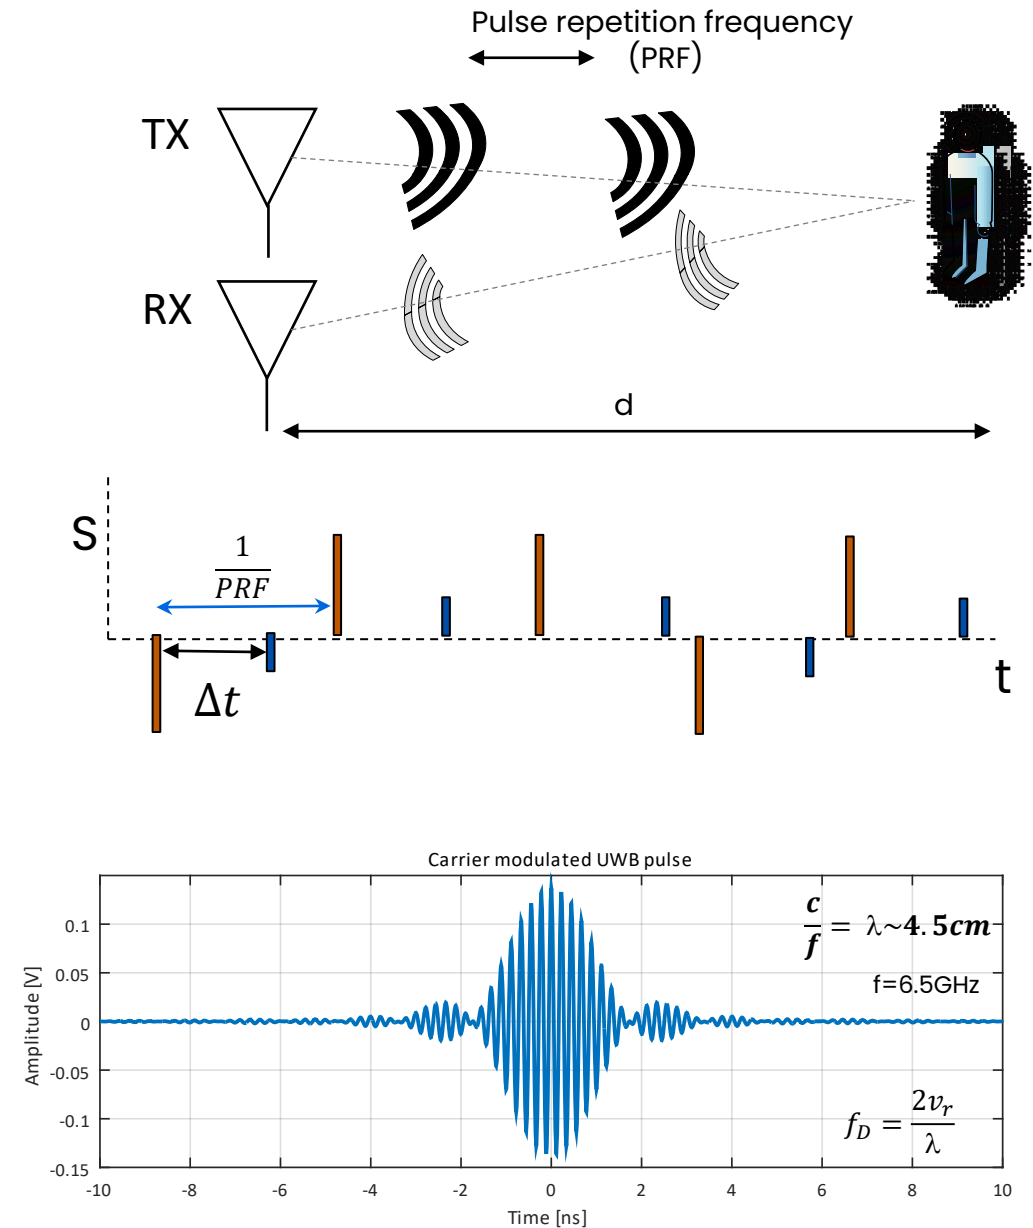 Pulse repetition frequency
(PRF)
TX
RX
d
S
1
PRF
Δt
t
Carrier modulated UWB pulse
c/f = λ~4.5cm
f=6.5GHz
f_D = 2v_r/λ
Amplitude [V]
0.1
0.05
0
-0.05
-0.1
-0.15
-10 -8 -6 -4 -2 0 2 4 6 8 10
Time [ns]